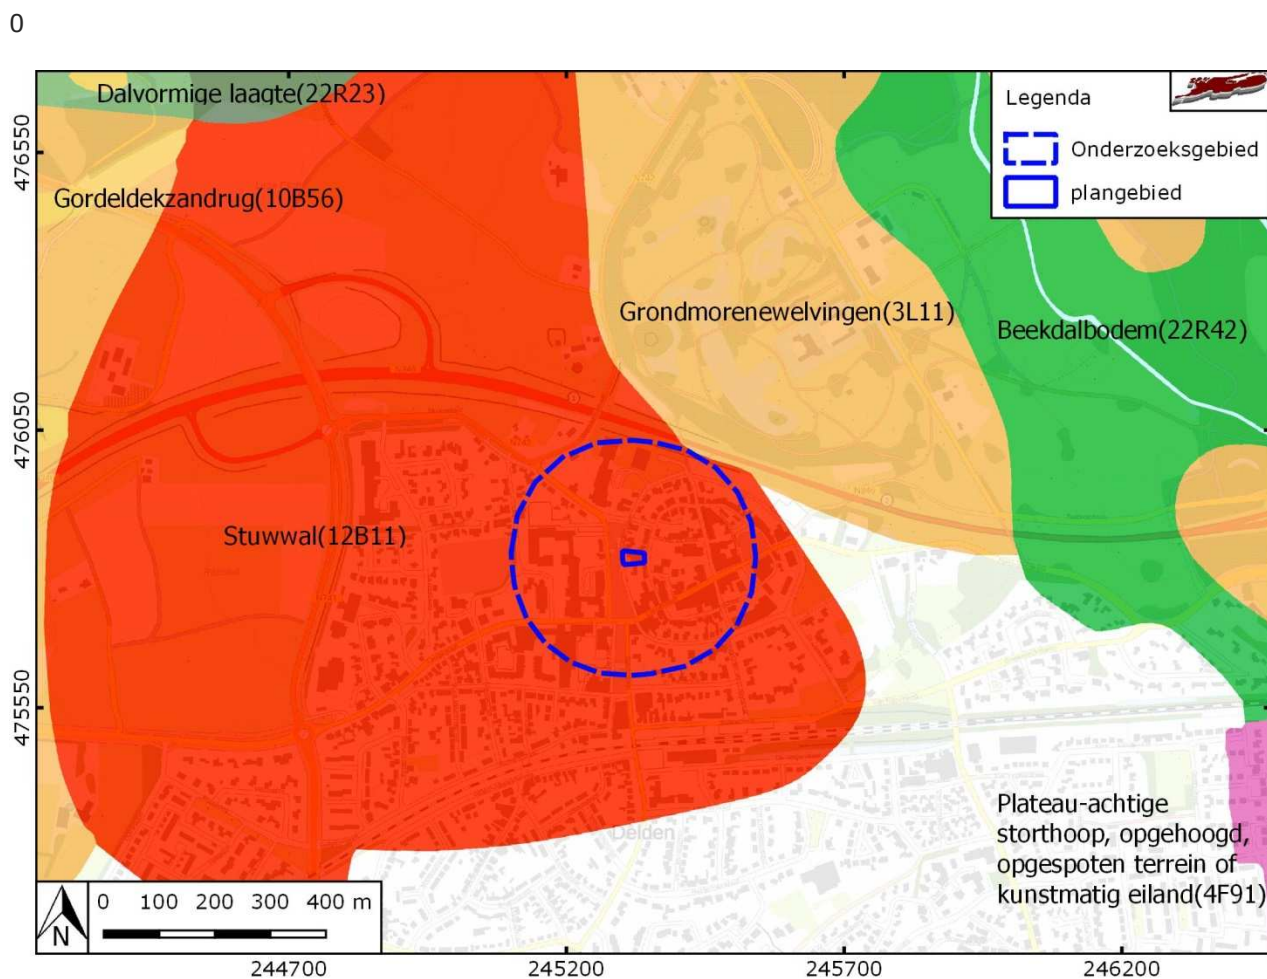 0
Dalvormige laagte(22R23)
Legenda
Onderzoeksgebied
plangebied
Gordeldekzandrug(10B56)
Grondmorenewelvingen(3L11)
Beekdalbodem(22R42)
Stuwwal(12B11)
Delden
Plateau-achtige
storthoop, opgehoogd,
opgespoten terrein of
kunstmatig eiland(4F91)
476550
476050
475550
0 100 200 300 400 m
N
244700 245200 245700 246200